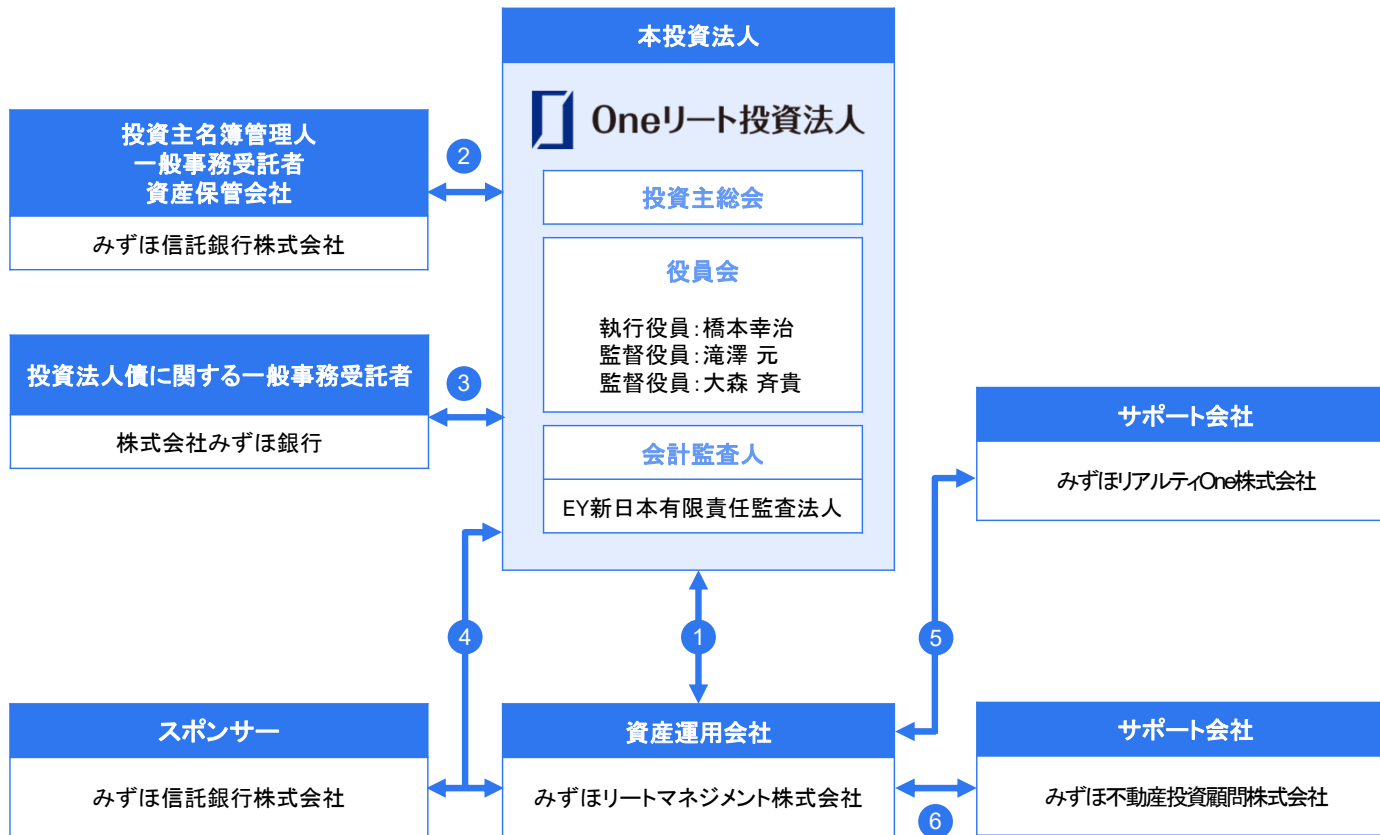 本投資法人
Oneリート投資法人
投資主総会
役員会
執行役員：橋本幸治
監督役員：滝澤 元
監督役員：大森 斉貴
会計監査人
EY新日本有限責任監査法人
投資主名簿管理人
一般事務受託者
資産保管会社
みずほ信託銀行株式会社
2
投資法人債に関する一般事務受託者
株式会社みずほ銀行
3
サポート会社
みずほリアルティOne株式会社
4
1
5
スポンサー
みずほ信託銀行株式会社
資産運用会社
みずほリートマネジメント株式会社
サポート会社
みずほ不動産投資顧問株式会社
6